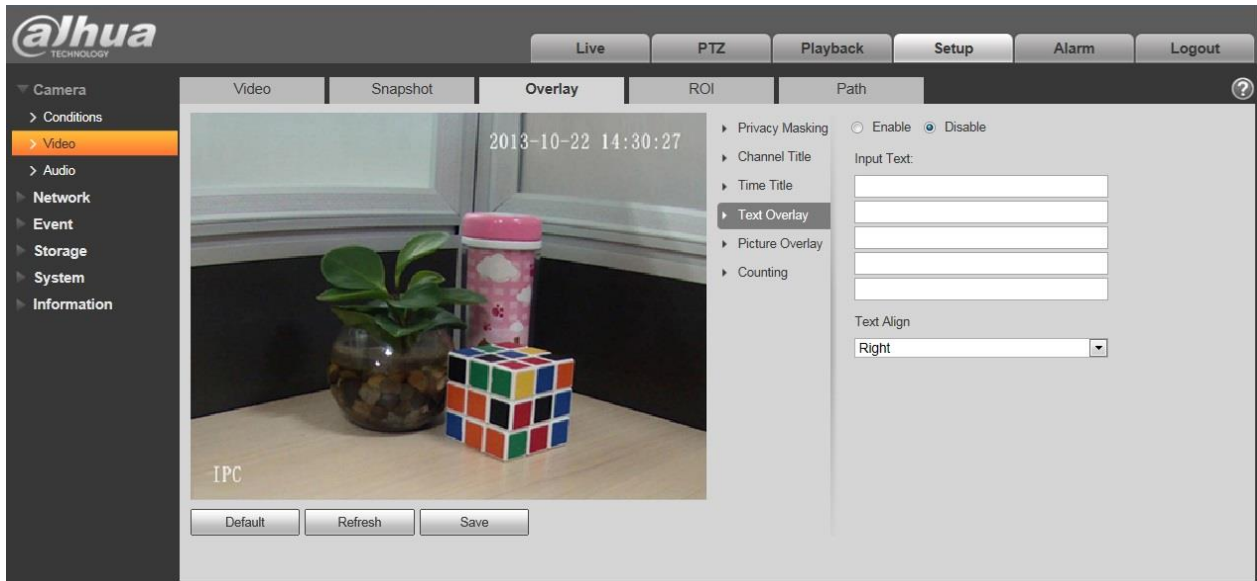 alhua
TECHNOLOGY
Live
PTZ
Playback
Setup
Alarm
Logout
Camera
Conditions
Video
Audio
Network
Event
Storage
System
Information
Video
Snapshot
Overlay
ROI
Path
2013-10-22 14:30:27
IPC
Privacy Masking
Channel Title
Time Title
Text Overlay
Picture Overlay
Counting
Enable Disable
Input Text:
Text Align
Right
Default
Refresh
Save